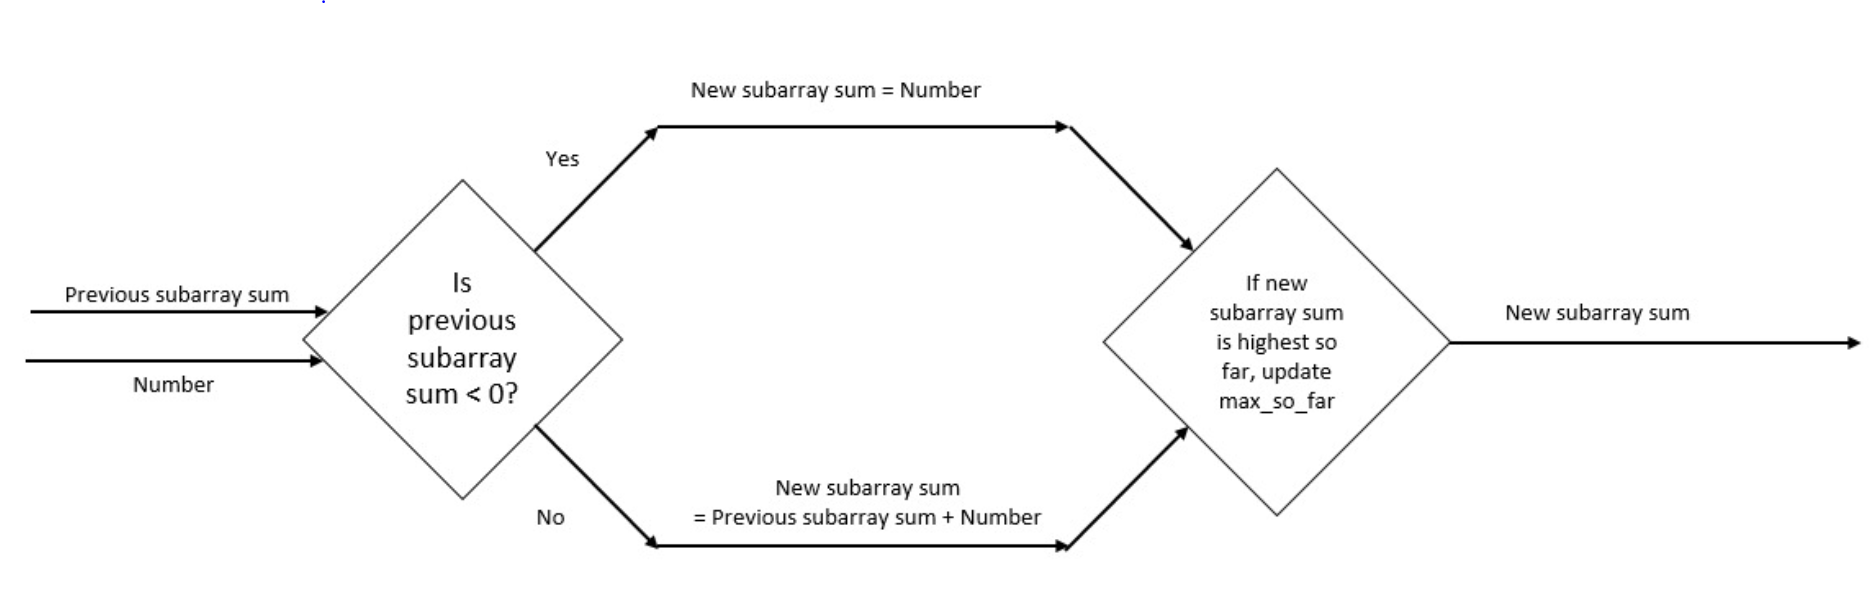 New subarray sum = Number
Yes
Previous subarray sum
Number
Is
previous
subarray
sum < 0?
If new
subarray sum
is highest so
far, update
max_so_far
New subarray sum
No
New subarray sum
= Previous subarray sum + Number